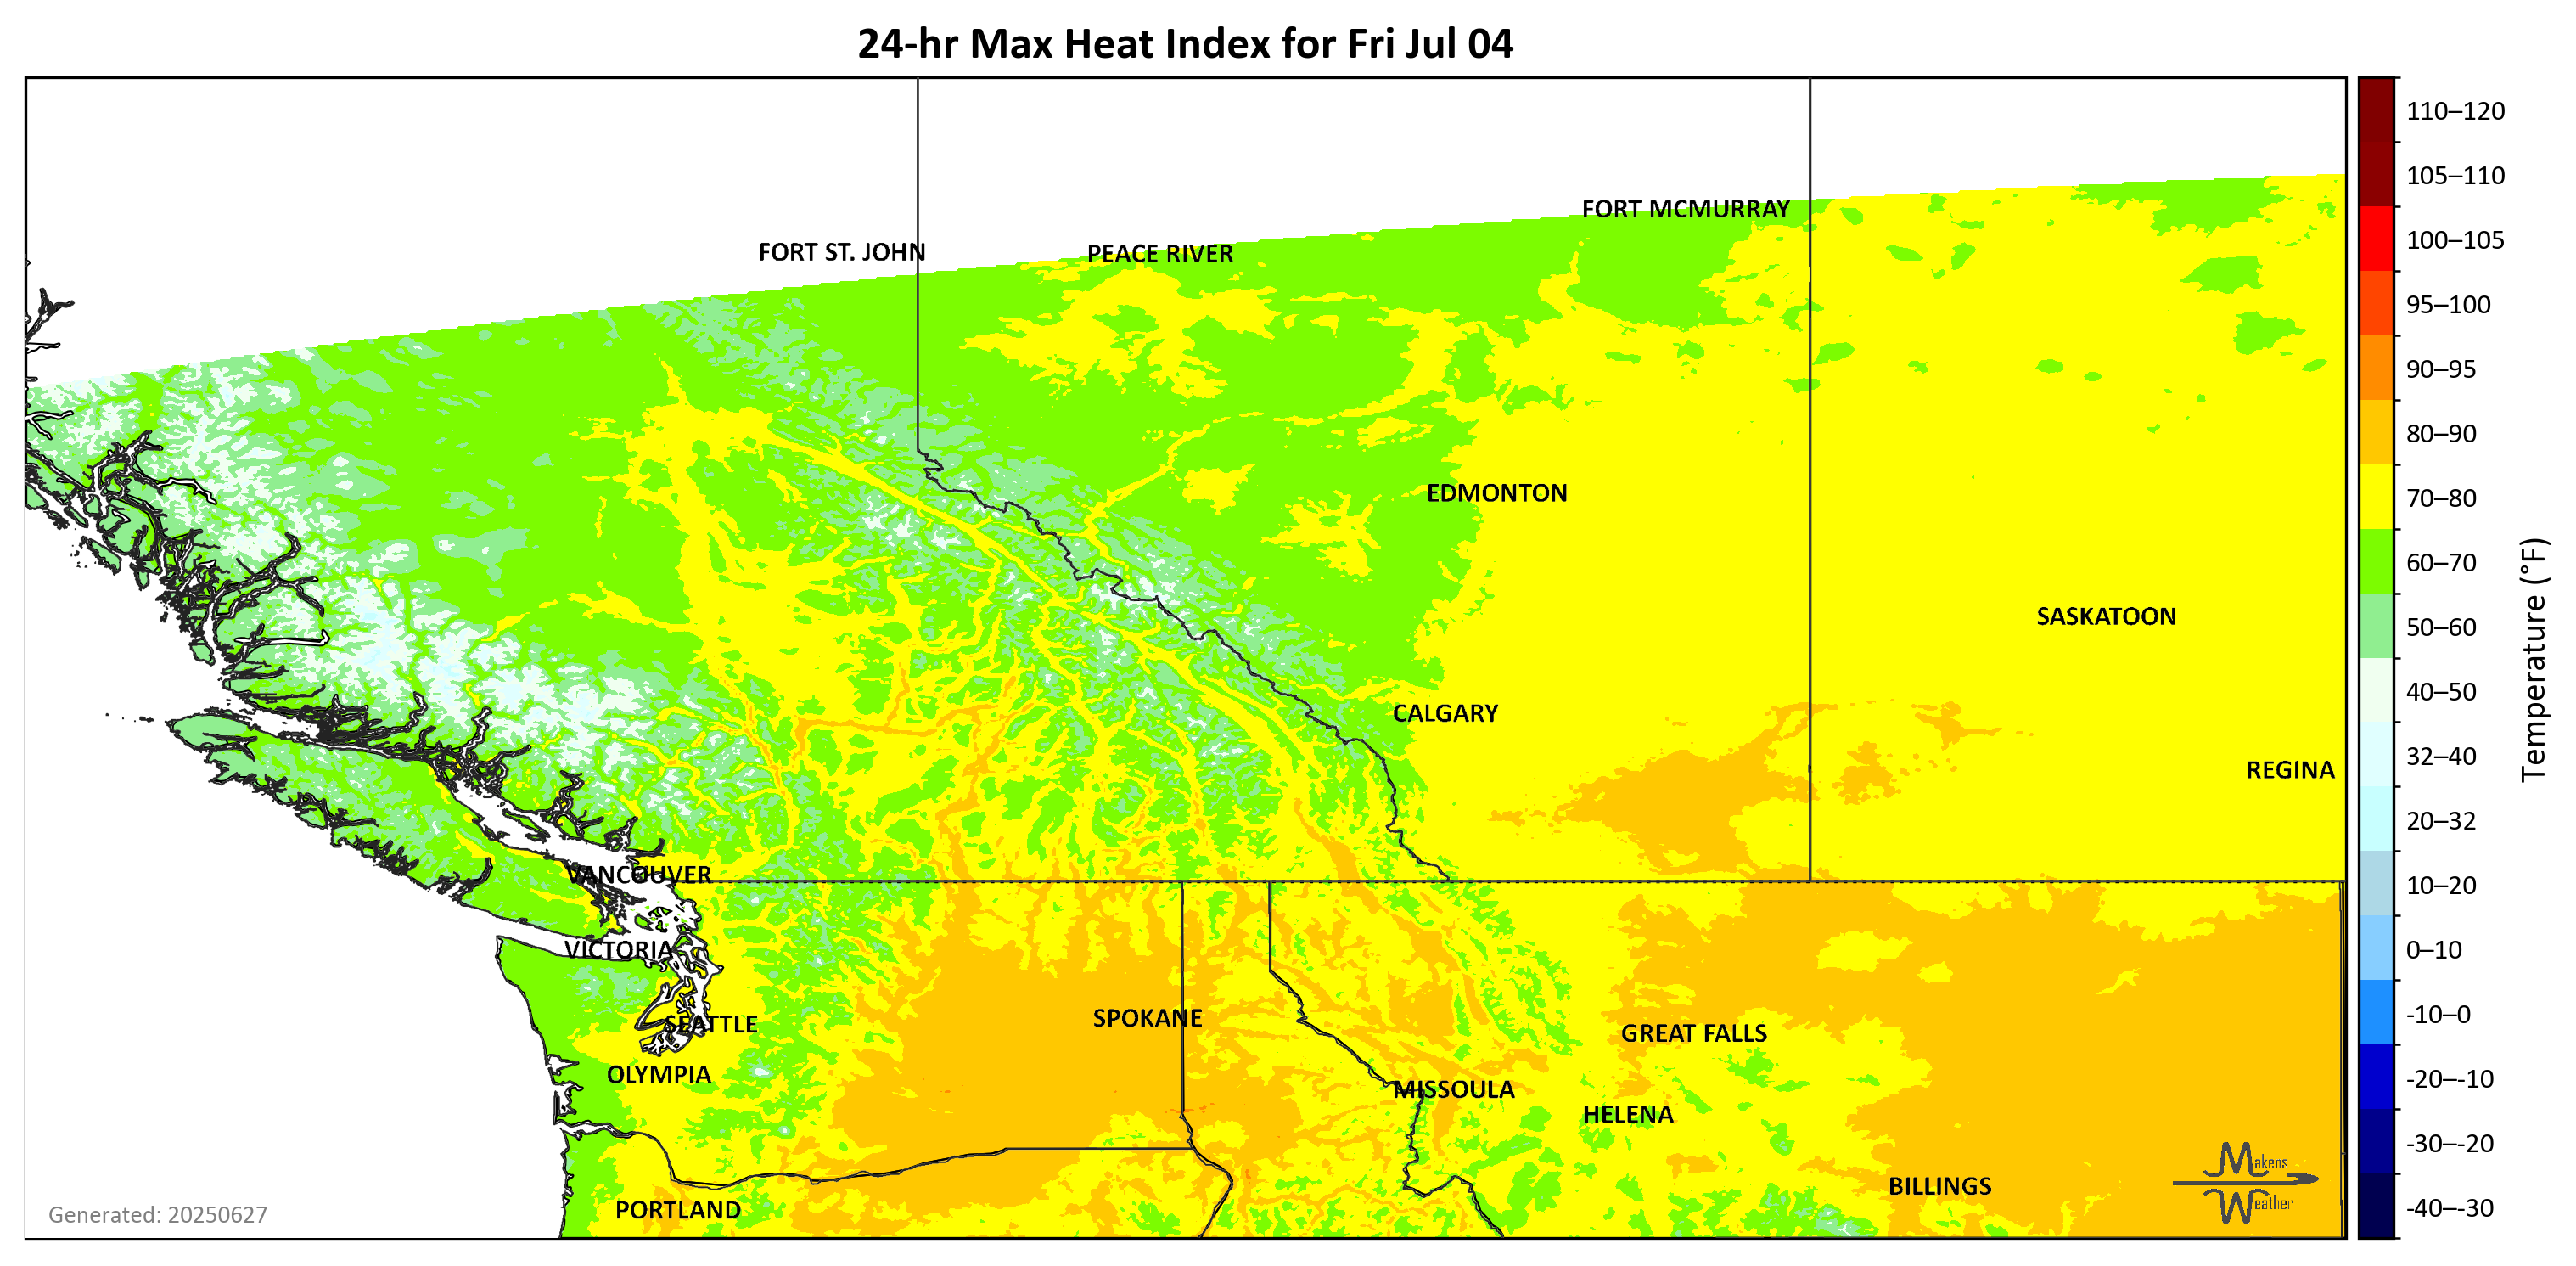 24-hr Max Heat Index for Fri Jul 04
110–120
105–110
FORT MCMURRAY
100–105
FORT ST. JOHN
PEACE RIVER
95–100
90–95
80–90
EDMONTON
70–80
60–70
SASKATOON
50–60
40–50
CALGARY
32–40
REGINA
Temperature (°F)
20–32
VANCOUVER
10–20
VICTORIA
0–10
SEATTLE
SPOKANE
-10–0
GREAT FALLS
OLYMPIA
-20–-10
MISSOULA
HELENA
-30–-20
Makens
Weather
BILLINGS
PORTLAND
-40–-30
Generated: 20250627